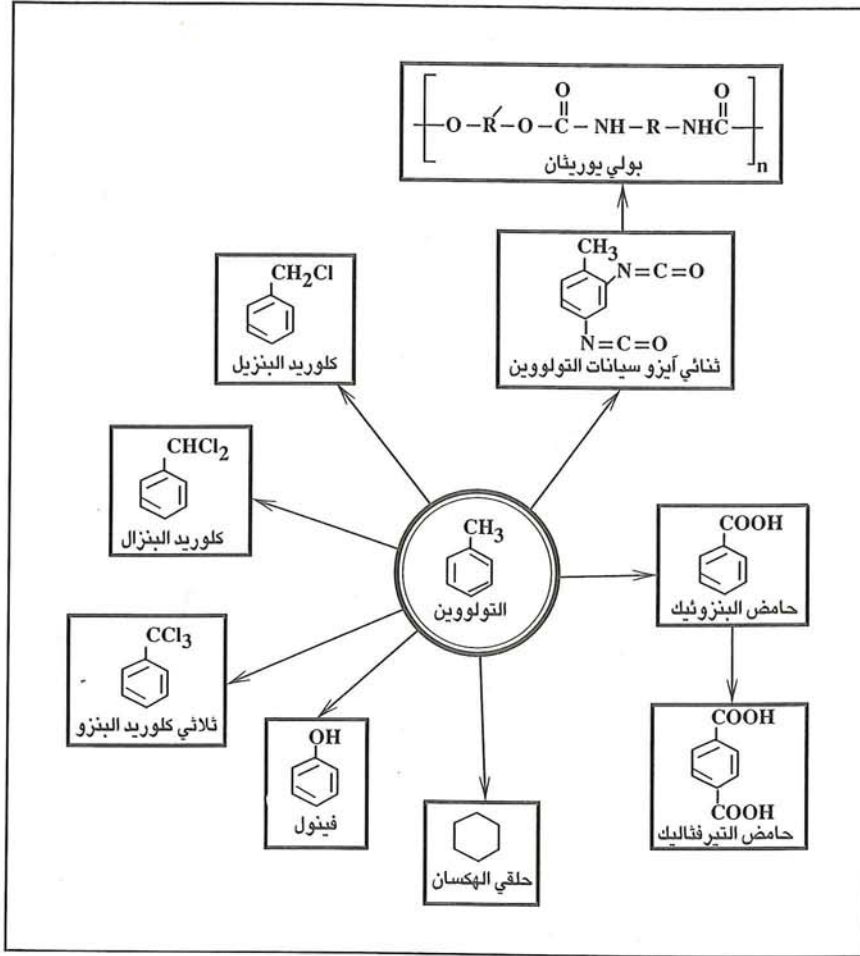 O O
[ —O—R′—O—C—NH—R—NHC— ]n
بولي يوريثان
CH₂Cl
كلوريد البنزيل
CH₃
N=C=O
N=C=O
ثنائي آيزو سيانات التولووين
CHCl₂
كلوريد البنزال
CH₃
التولووين
COOH
حامض البنزوئيك
CCl₃
ثلاثي كلوريد البنزو
OH
فينول
حلقي الهكسان
COOH
COOH
حامض التيرفثاليك